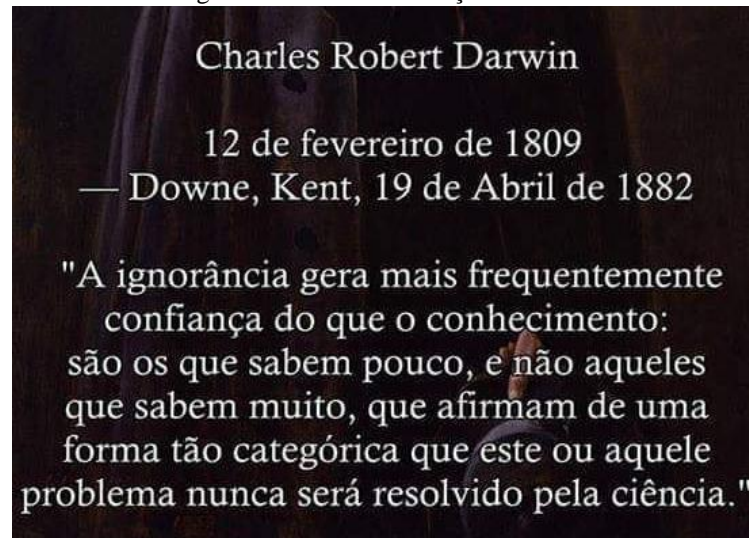 Charles Robert Darwin
12 de fevereiro de 1809
— Downe, Kent, 19 de Abril de 1882
"A ignorância gera mais frequentemente
confiança do que o conhecimento:
são os que sabem pouco, e não aqueles
que sabem muito, que afirmam de uma
forma tão categórica que este ou aquele
problema nunca será resolvido pela ciência."